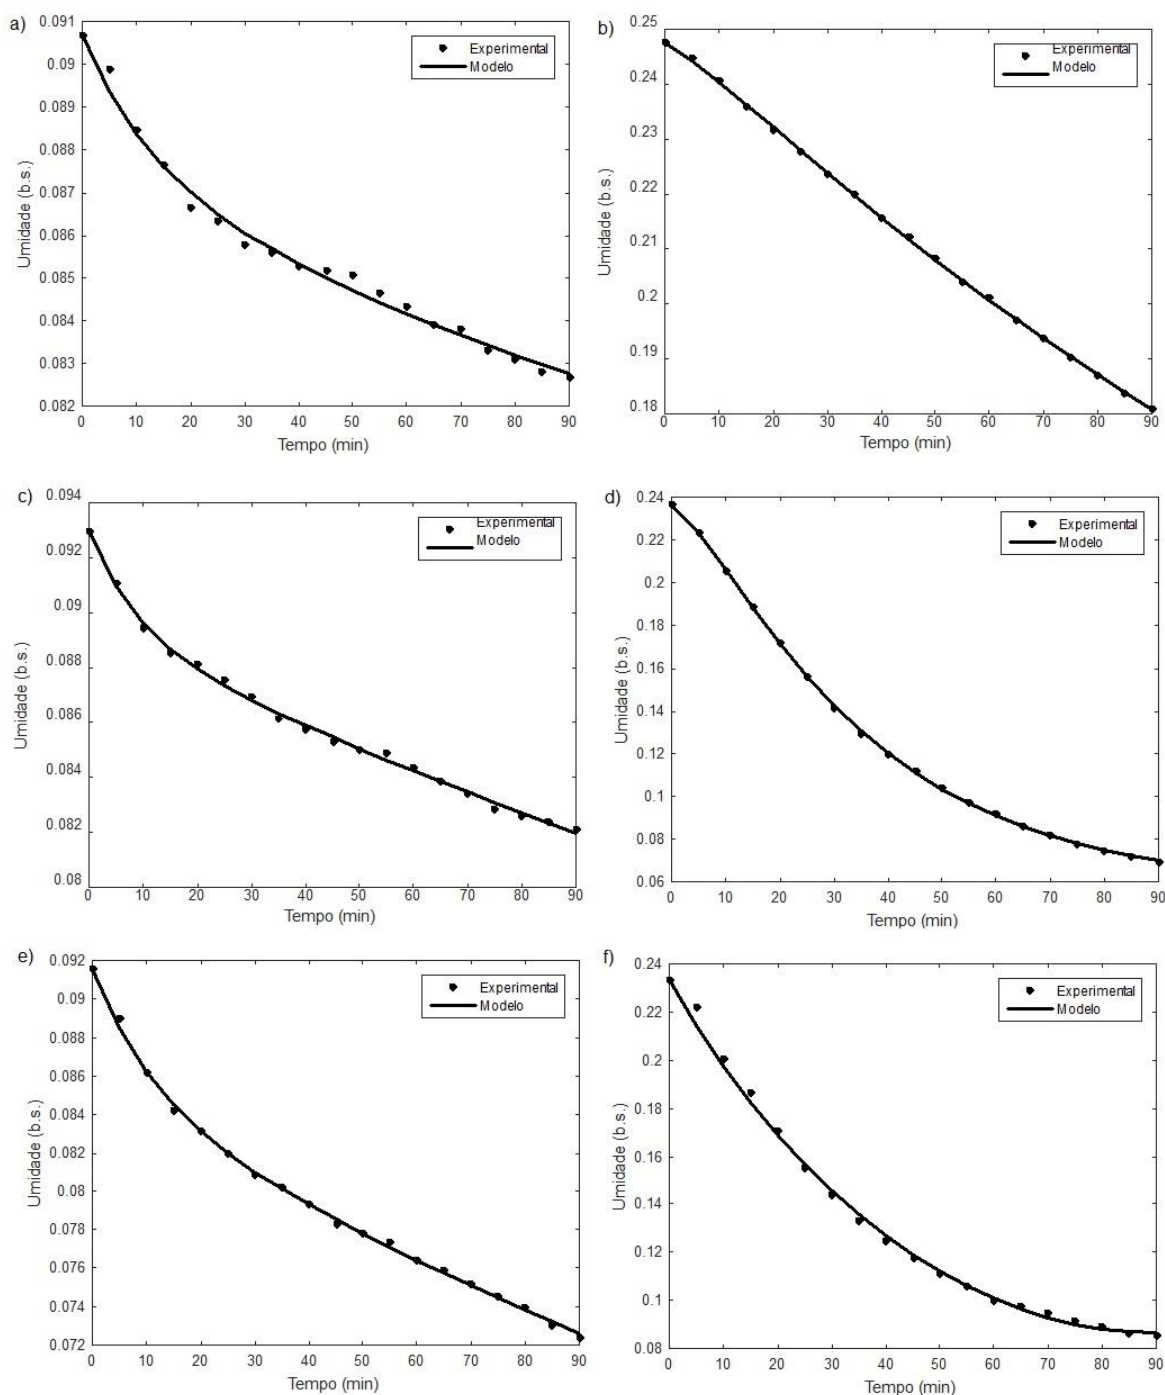 a)
0.091
0.09
0.089
0.088
0.087
0.086
0.085
0.084
0.083
0.082
Umidade (b.s.)
Experimental
Modelo
0 10 20 30 40 50 60 70 80 90
Tempo (min)
b)
0.25
0.24
0.23
0.22
0.21
0.2
0.19
0.18
Umidade (b.s.)
Experimental
Modelo
0 10 20 30 40 50 60 70 80 90
Tempo (min)
c)
0.094
0.092
0.09
0.088
0.086
0.084
0.082
0.08
Umidade (b.s.)
Experimental
Modelo
0 10 20 30 40 50 60 70 80 90
Tempo (min)
d)
0.24
0.22
0.2
0.18
0.16
0.14
0.12
0.1
0.08
0.06
Umidade (b.s.)
Experimental
Modelo
0 10 20 30 40 50 60 70 80 90
Tempo (min)
e)
0.092
0.09
0.088
0.086
0.084
0.082
0.08
0.078
0.076
0.074
0.072
Umidade (b.s.)
Experimental
Modelo
0 10 20 30 40 50 60 70 80 90
Tempo (min)
f)
0.24
0.22
0.2
0.18
0.16
0.14
0.12
0.1
0.08
Umidade (b.s.)
Experimental
Modelo
0 10 20 30 40 50 60 70 80 90
Tempo (min)